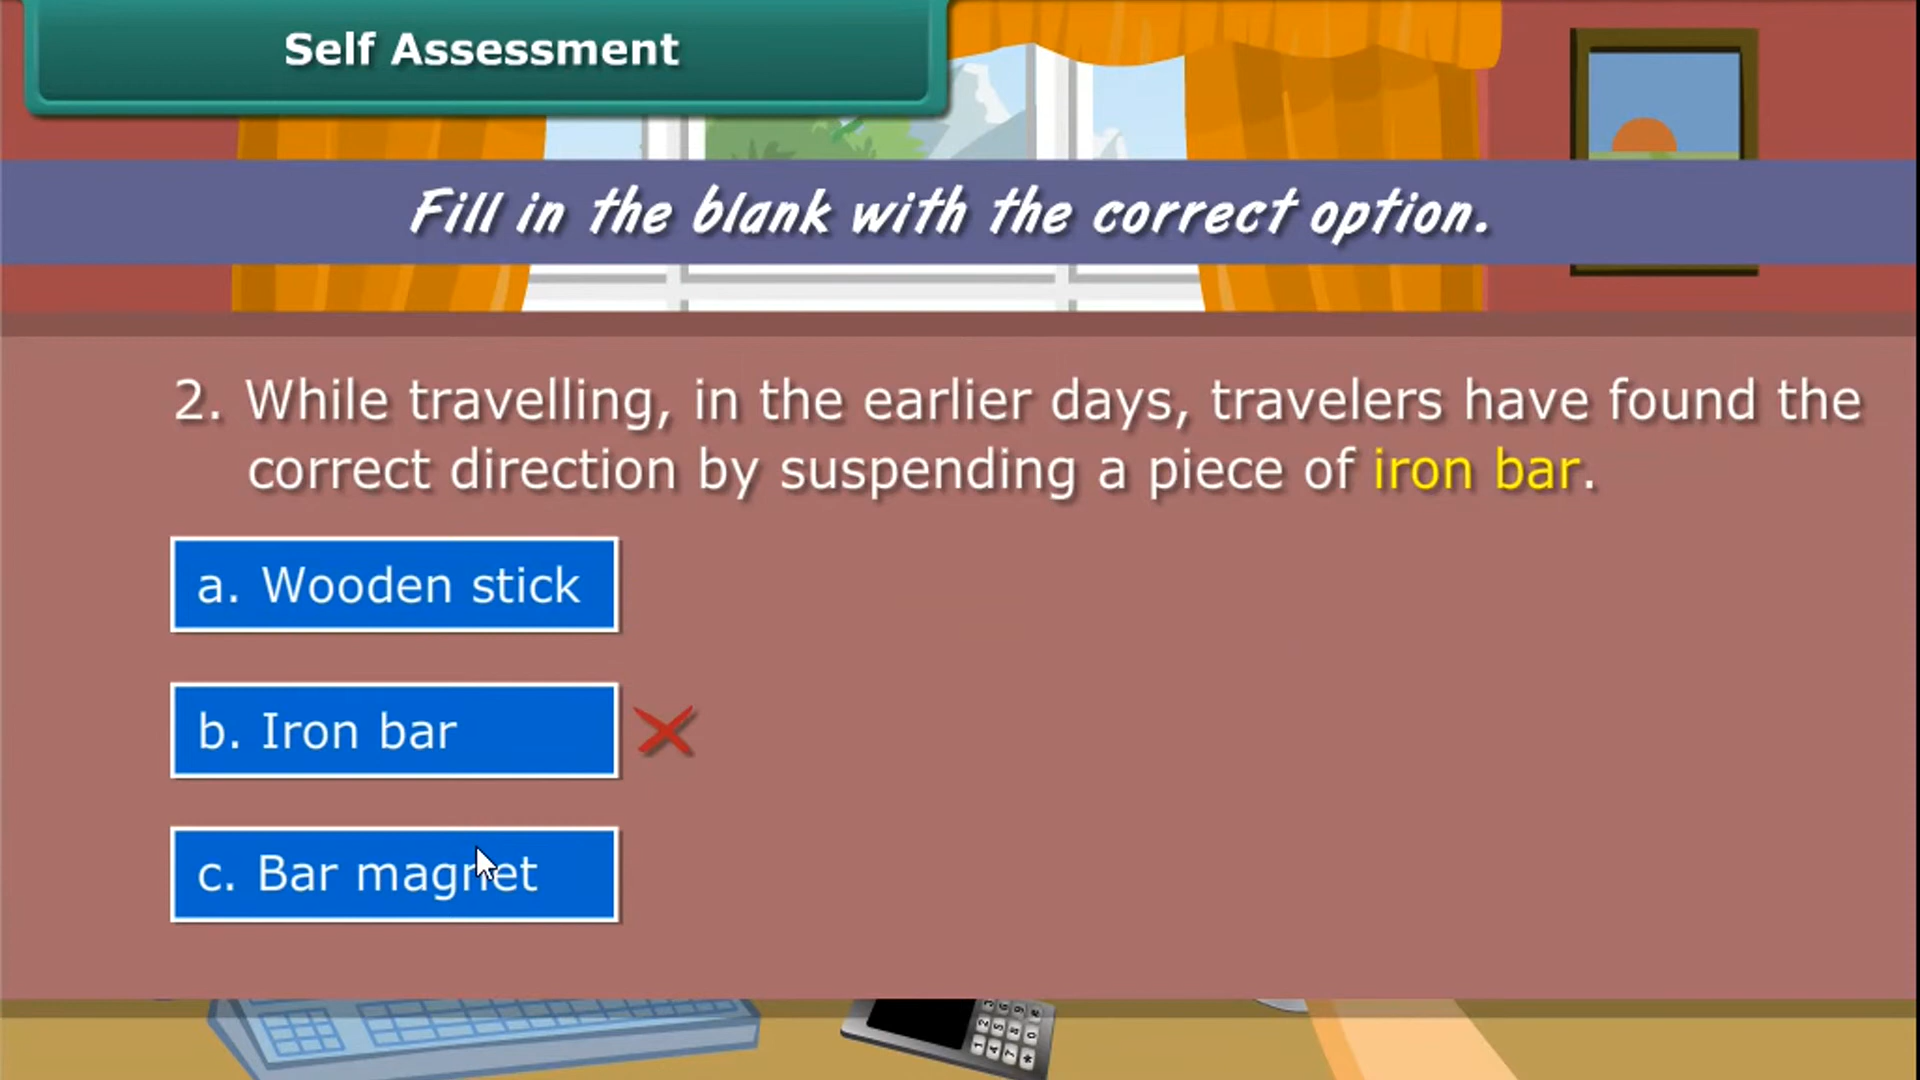 Self Assessment
Fill in the blank with the correct option.
2. While travelling, in the earlier days, travelers have found the
correct direction by suspending a piece of iron bar.
a. Wooden stick
b. Iron bar
c. Bar magnet